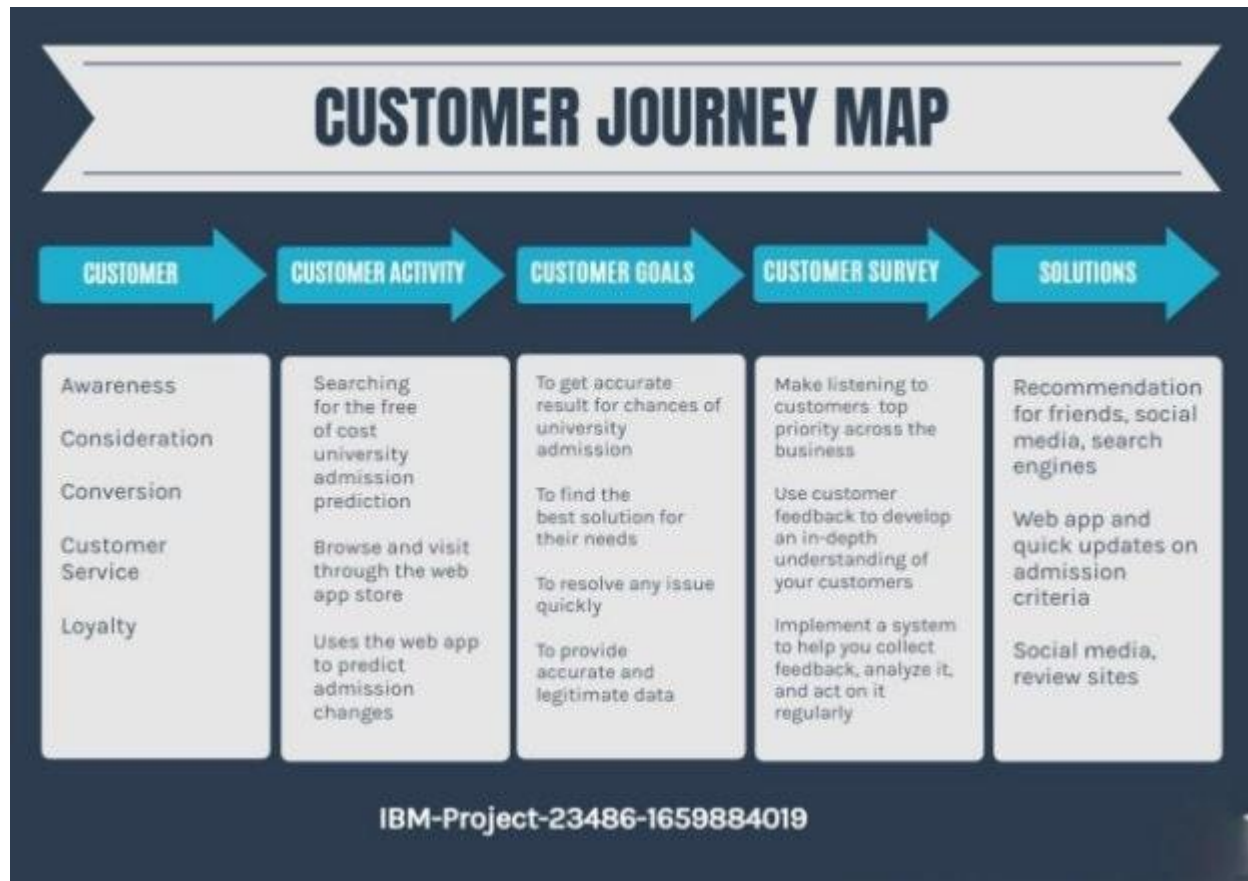 CUSTOMER JOURNEY MAP
CUSTOMER
CUSTOMER ACTIVITY
CUSTOMER GOALS
CUSTOMER SURVEY
SOLUTIONS
Awareness
Consideration
Conversion
Customer
Service
Loyalty
Searching
for the free
of cost
university
admission
prediction
Browse and visit
through the web
app store
Uses the web app
to predict
admission
changes
To get accurate
result for chances of
university
admission
To find the
best solution for
their needs
To resolve any issue
quickly
To provide
accurate and
legitimate data
Make listening to
customers top
priority across the
business
Use customer
feedback to develop
an in-depth
understanding of
your customers
Implement a system
to help you collect
feedback, analyze it,
and act on it
regularly
Recommendation
for friends, social
media, search
engines
Web app and
quick updates on
admission
criteria
Social media,
review sites
IBM-Project-23486-1659884019